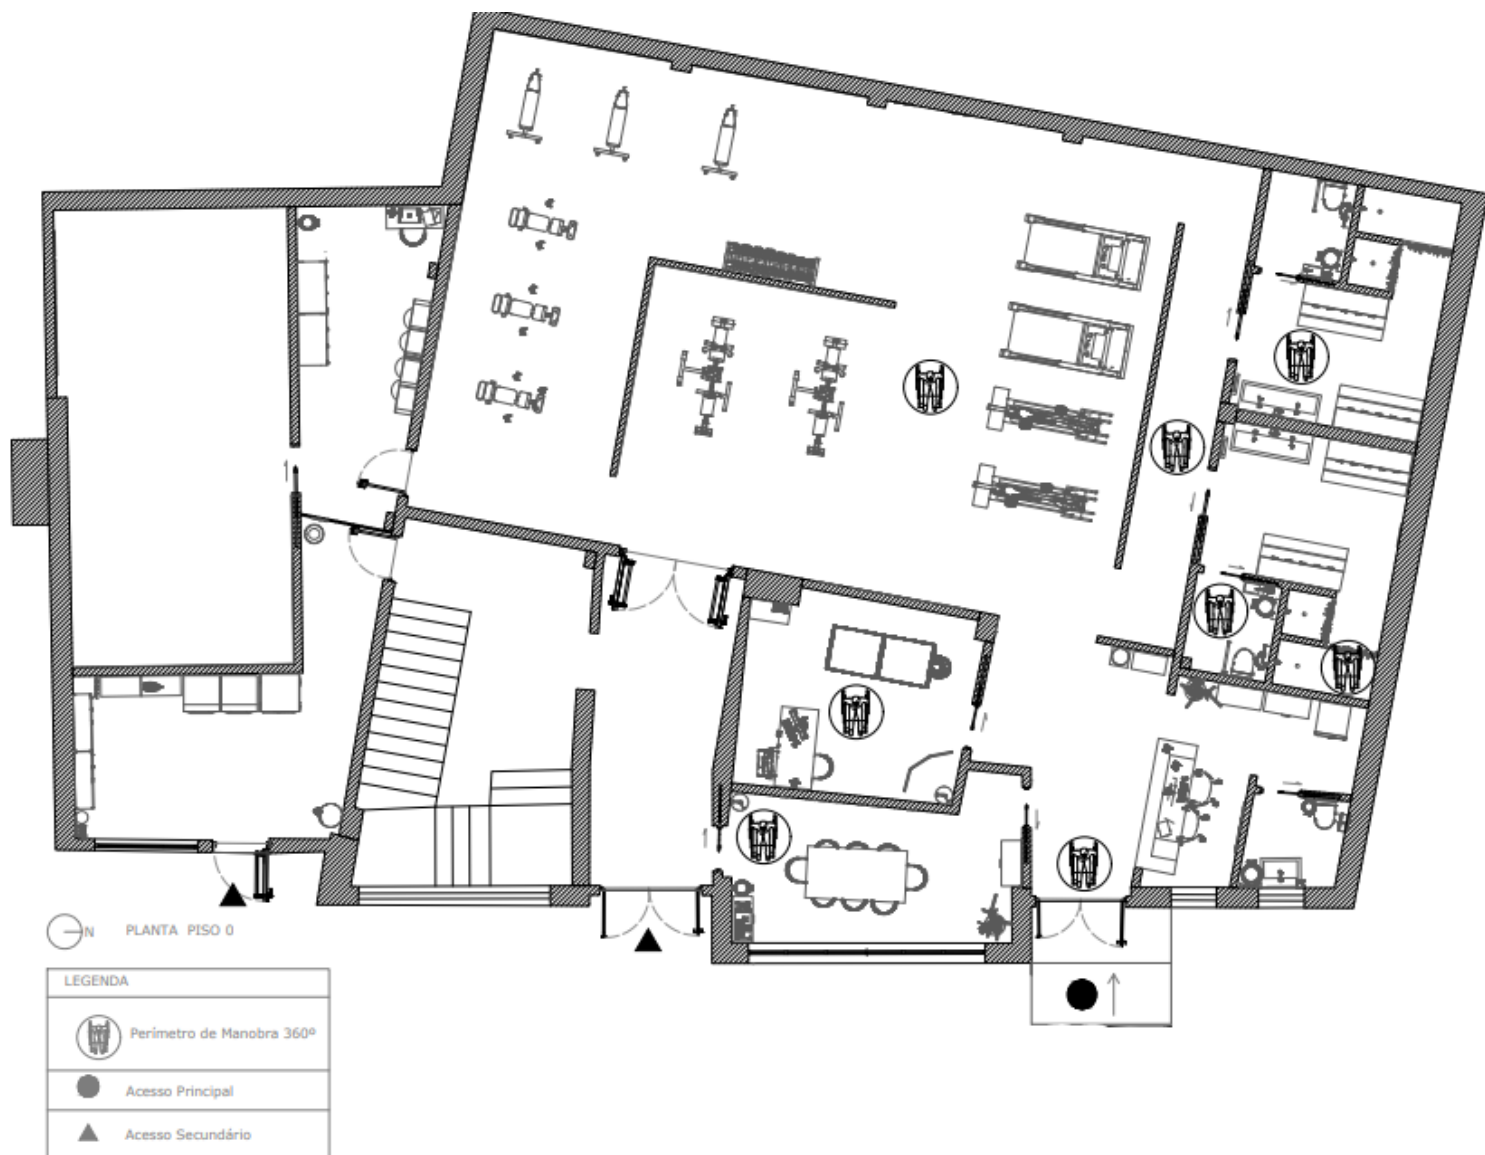 N
PLANTA PISO 0
LEGENDA
Perímetro de Manobra 360º
Acesso Principal
Acesso Secundário